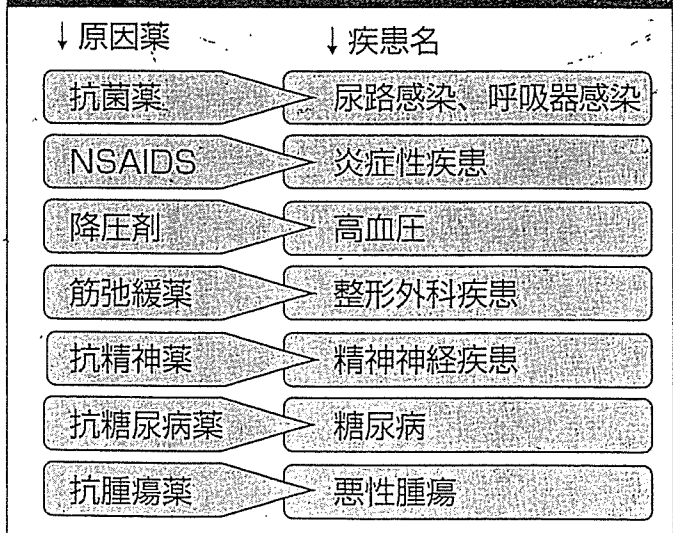 ↓原因薬 ↓疾患名
抗菌薬 尿路感染、呼吸器感染
NSAIDS 炎症性疾患
降圧剤 高血圧
筋弛緩薬 整形外科疾患
抗精神薬 精神神経疾患
抗糖尿病薬 糖尿病
抗腫瘍薬 悪性腫瘍